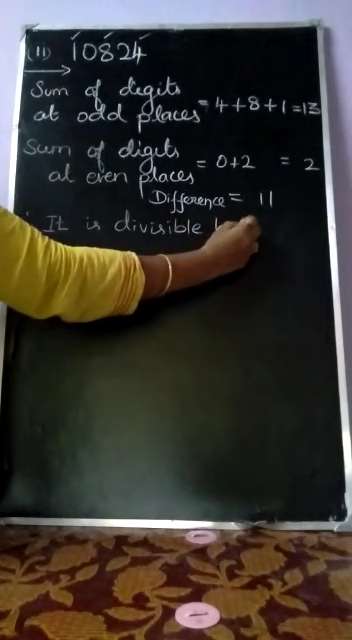 (ii) 10824
Sum of digits
at odd places = 4+8+1=13
Sum of digits
at even places = 0+2 = 2
Difference = 11
∴ It is divisible